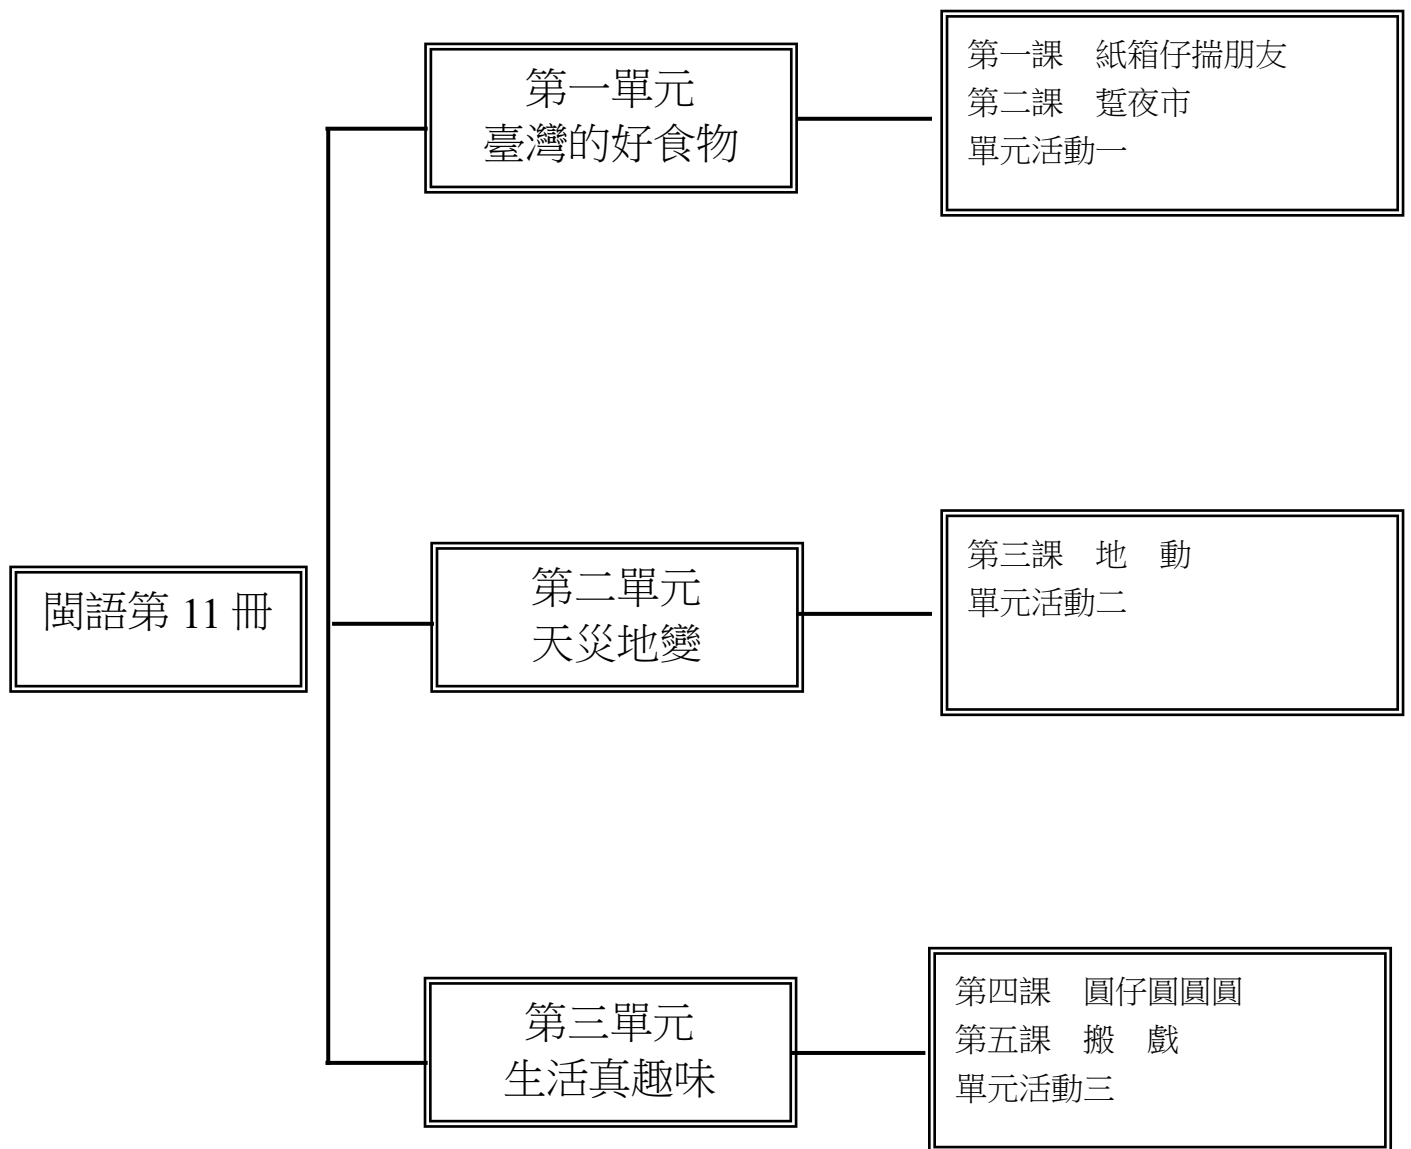 閩語第 11 冊
第一單元
臺灣的好食物
第一課　紙箱仔揣朋友
第二課　踅夜市
單元活動一
第二單元
天災地變
第三課　地　動
單元活動二
第三單元
生活真趣味
第四課　圓仔圓圓圓
第五課　搬　戲
單元活動三